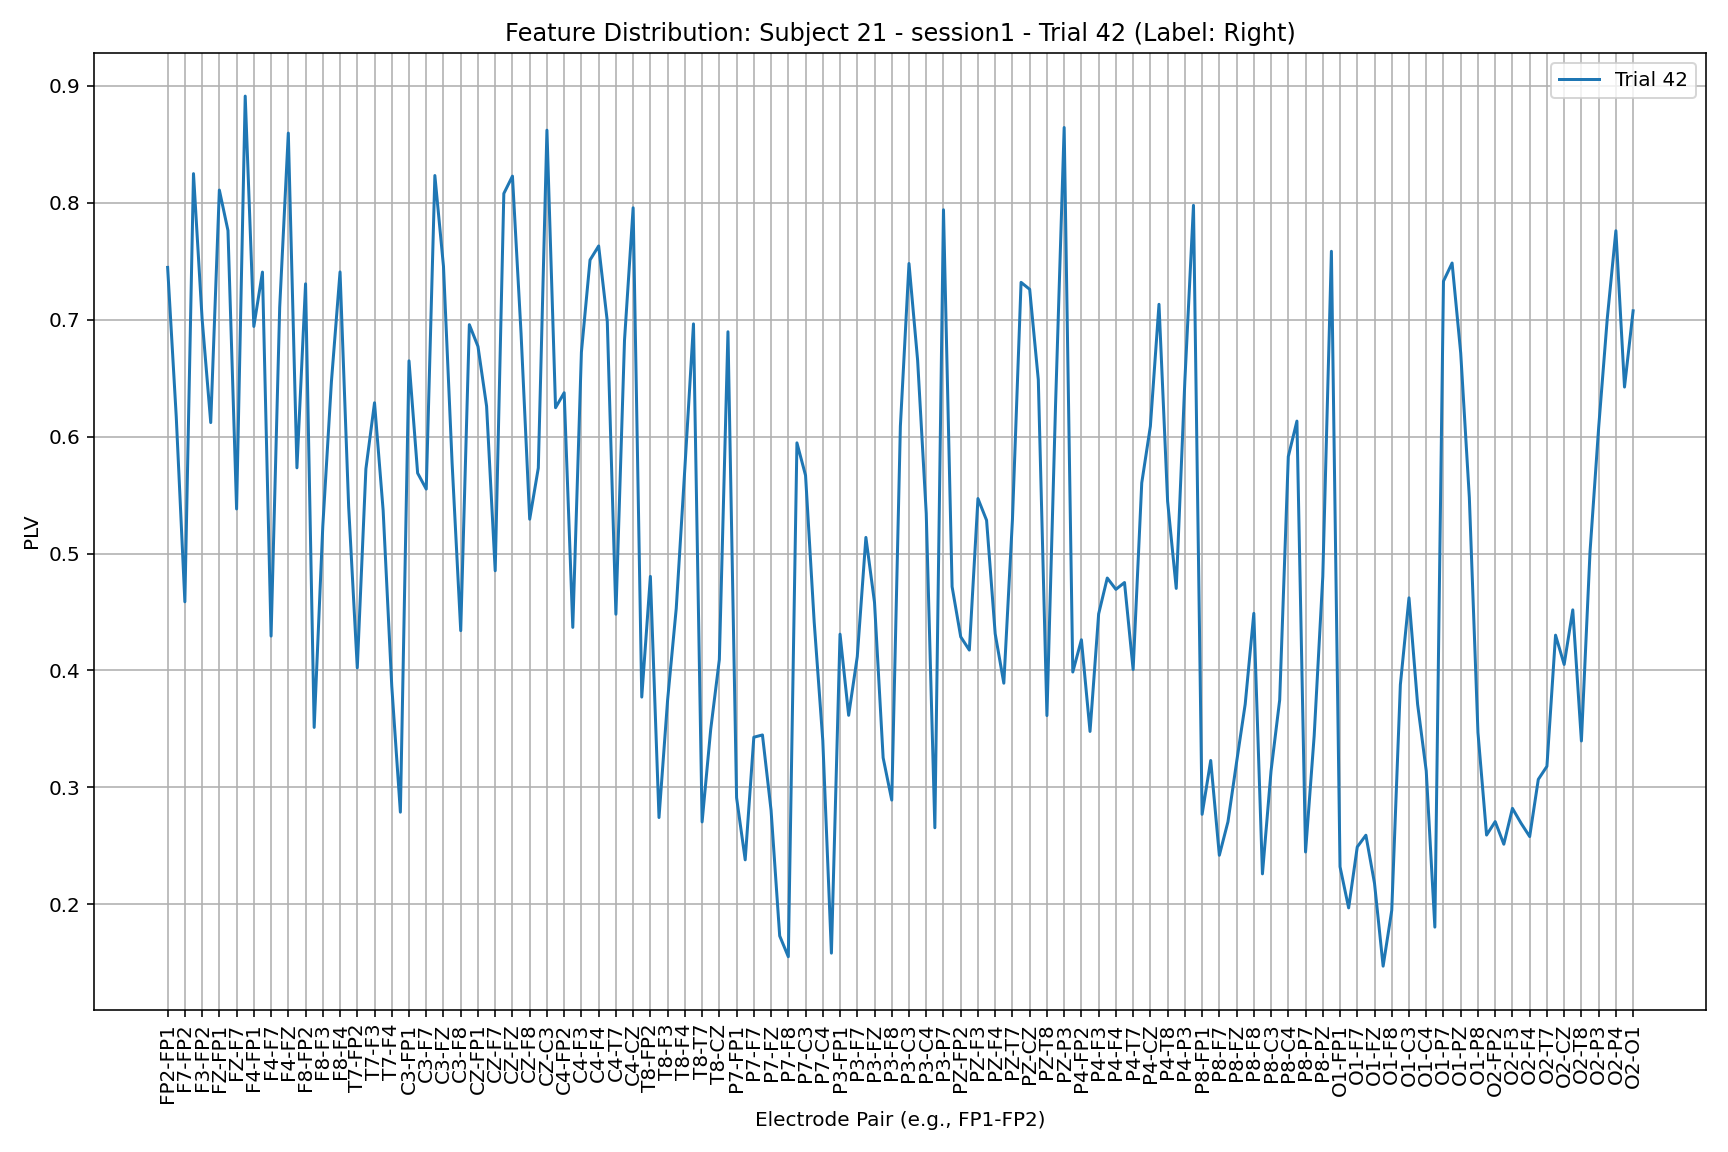 Feature Distribution: Subject 21 - session1 - Trial 42 (Label: Right)
Trial 42
0.9
0.8
0.7
0.6
0.5
0.4
0.3
0.2
PLV
FP2-FP1
F7-FP2
F3-FP2
FZ-FP1
FZ-F7
F4-FP1
F4-F7
F4-FZ
F8-FP2
F8-F3
F8-F4
T7-FP2
T7-F3
T7-F4
C3-FP1
C3-F7
C3-FZ
C3-F8
CZ-FP1
CZ-F7
CZ-FZ
CZ-F8
CZ-C3
C4-FP2
C4-F3
C4-F4
C4-T7
C4-CZ
T8-FP2
T8-F3
T8-F4
T8-T7
T8-CZ
P7-FP1
P7-F7
P7-FZ
P7-F8
P7-C3
P7-C4
P3-FP1
P3-F7
P3-FZ
P3-F8
P3-C3
P3-C4
P3-P7
PZ-FP2
PZ-F3
PZ-F4
PZ-T7
PZ-CZ
PZ-T8
PZ-P3
P4-FP2
P4-F3
P4-F4
P4-T7
P4-CZ
P4-T8
P4-P3
P8-FP1
P8-F7
P8-FZ
P8-F8
P8-C3
P8-C4
P8-P7
P8-PZ
O1-FP1
O1-F7
O1-FZ
O1-F8
O1-C3
O1-C4
O1-P7
O1-PZ
O1-P8
O2-FP2
O2-F3
O2-F4
O2-T7
O2-CZ
O2-T8
O2-P3
O2-P4
O2-O1
Electrode Pair (e.g., FP1-FP2)